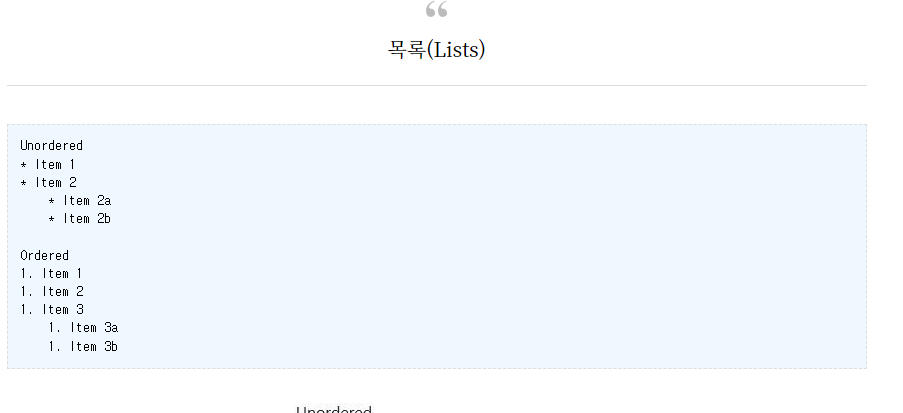 “
목록(Lists)
Unordered
* Item 1
* Item 2
    * Item 2a
    * Item 2b

Ordered
1. Item 1
1. Item 2
1. Item 3
    1. Item 3a
    1. Item 3b
Unordered